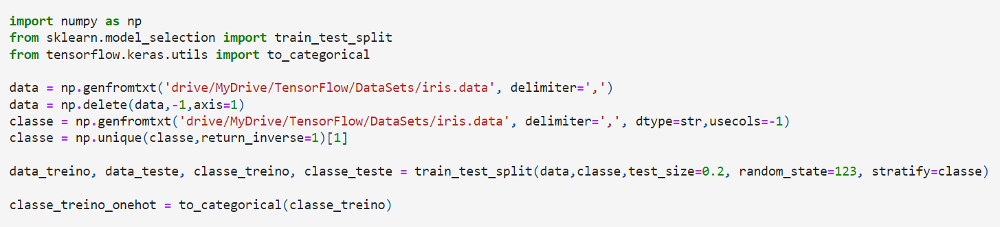 import numpy as np
from sklearn.model_selection import train_test_split
from tensorflow.keras.utils import to_categorical
data = np.genfromtxt('drive/MyDrive/TensorFlow/DataSets/iris.data', delimiter=',')
data = np.delete(data,-1,axis=1)
classe = np.genfromtxt('drive/MyDrive/TensorFlow/DataSets/iris.data', delimiter=',', dtype=str,usecols=-1)
classe = np.unique(classe,return_inverse=1)[1]
data_treino, data_teste, classe_treino, classe_teste = train_test_split(data,classe,test_size=0.2, random_state=123, stratify=classe)
classe_treino_onehot = to_categorical(classe_treino)